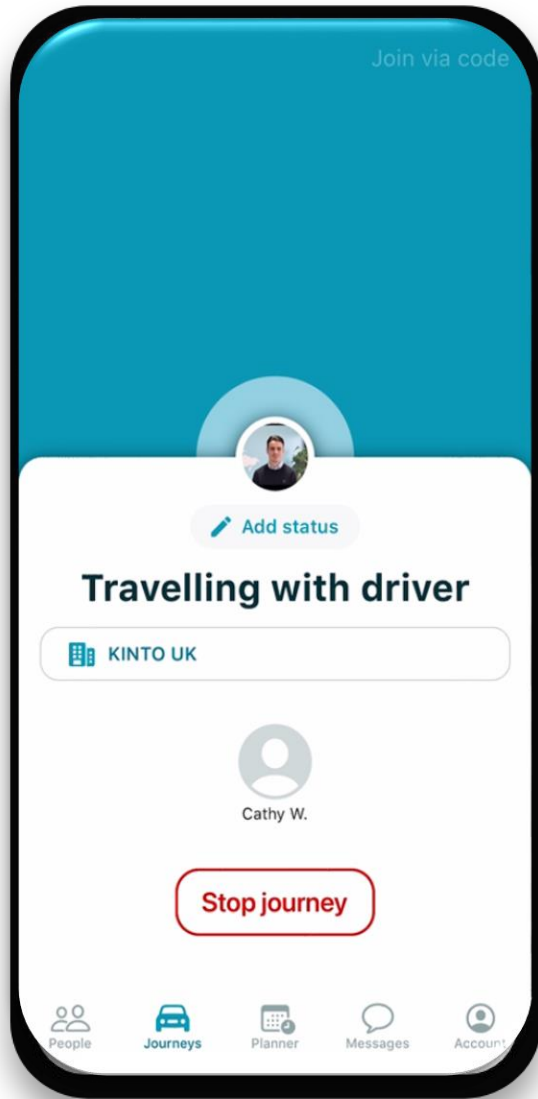 Join via code
Add status
Travelling with driver
KINTO UK
Cathy W.
Stop journey
People
Journeys
Planner
Messages
Account